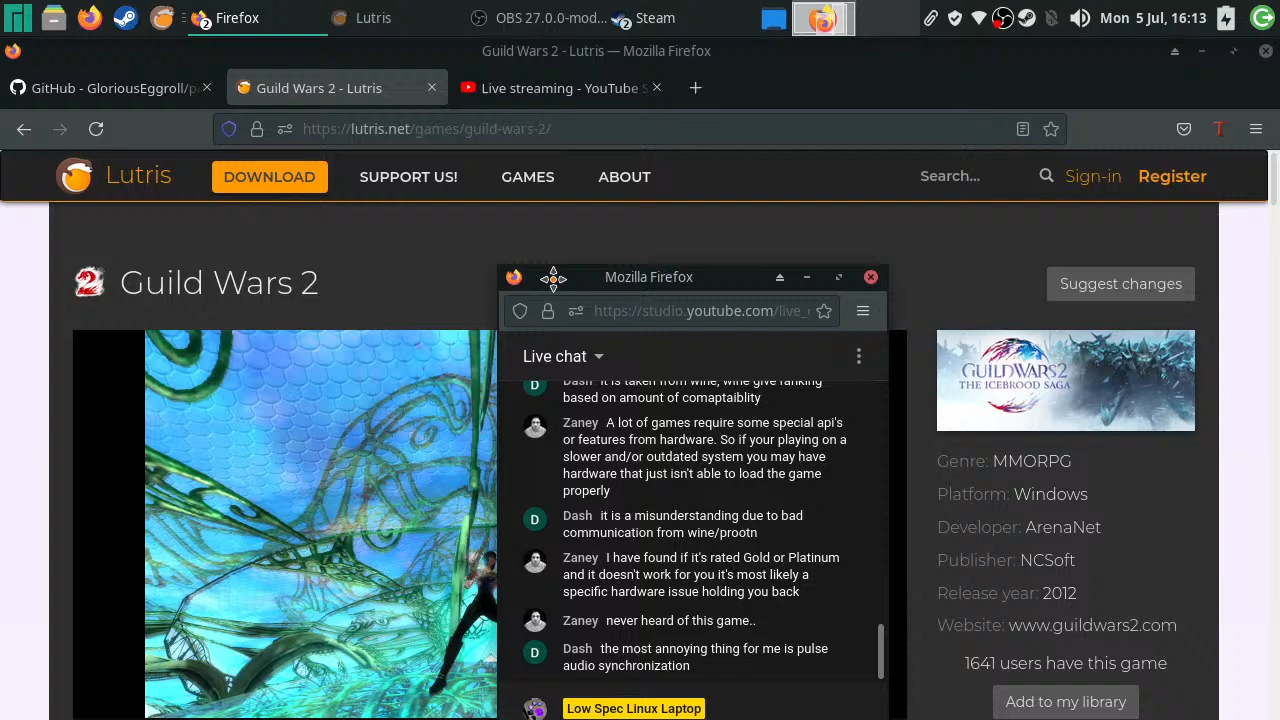 Firefox
2
Lutris
OBS 27.0.0-mod...
Steam
2
2
Mon 5 Jul, 16:13
Guild Wars 2 - Lutris — Mozilla Firefox
GitHub - GloriousEggroll/p
Guild Wars 2 - Lutris
Live streaming - YouTube S
https://lutris.net/games/guild-wars-2/
Lutris
DOWNLOAD
SUPPORT US!
GAMES
ABOUT
Search...
Sign-in
Register
Guild Wars 2
Suggest changes
Mozilla Firefox
https://studio.youtube.com/live_
Live chat
D
Dash it is taken from wine, wine give ranking
based on amount of comaptaiblity
Zaney A lot of games require some special api's
or features from hardware. So if your playing on a
slower and/or outdated system you may have
hardware that just isn't able to load the game
properly
D
Dash it is a misunderstanding due to bad
communication from wine/prootn
Zaney I have found if it's rated Gold or Platinum
and it doesn't work for you it's most likely a
specific hardware issue holding you back
Zaney never heard of this game..
D
Dash the most annoying thing for me is pulse
audio synchronization
Low Spec Linux Laptop
GUILDWARS2
THE ICEBROOD SAGA
Genre: MMORPG
Platform: Windows
Developer: ArenaNet
Publisher: NCSoft
Release year: 2012
Website: www.guildwars2.com
1641 users have this game
Add to my library